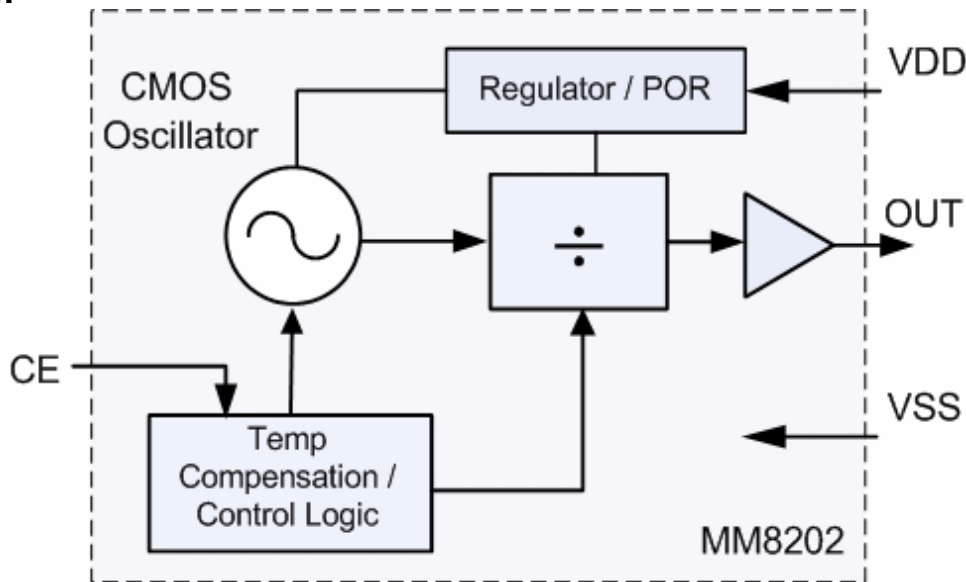 CMOS
Oscillator
Regulator / POR
VDD
÷
OUT
CE
Temp
Compensation /
Control Logic
VSS
MM8202